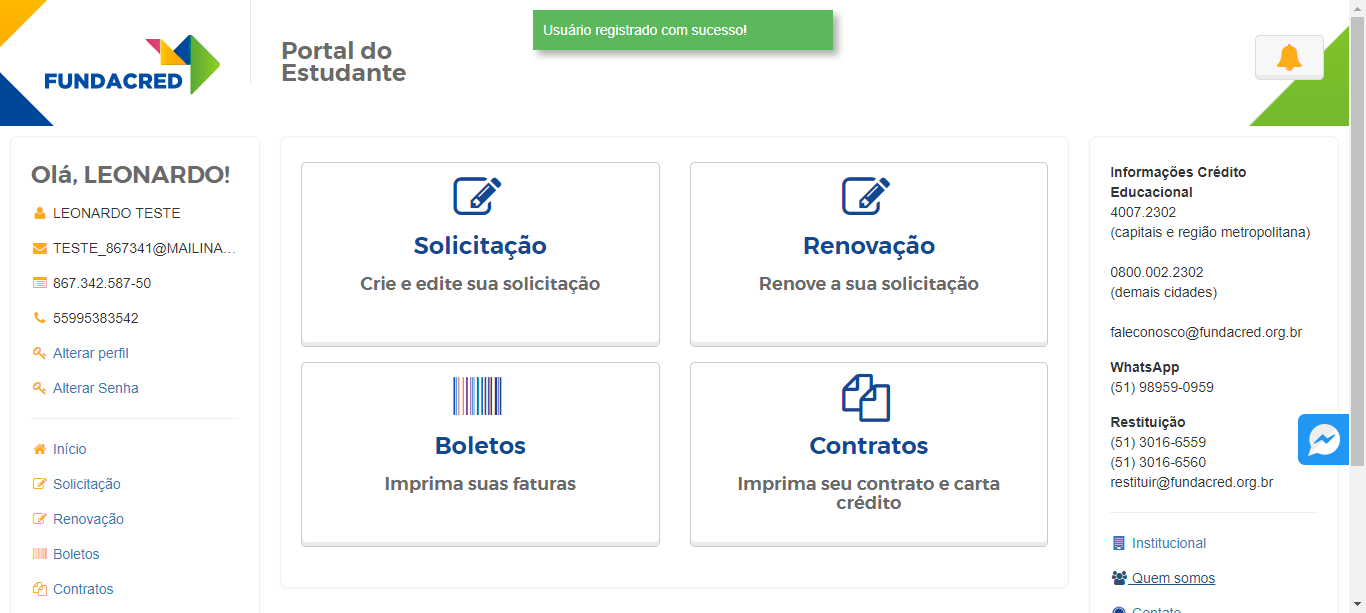 FUNDACRED
Portal do
Estudante
Usuário registrado com sucesso!
Olá, LEONARDO!
LEONARDO TESTE
TESTE_867341@MAILINA...
867.342.587-50
55995383542
Alterar perfil
Alterar Senha
Início
Solicitação
Renovação
Boletos
Contratos
Solicitação
Crie e edite sua solicitação
Renovação
Renove a sua solicitação
Boletos
Imprima suas faturas
Contratos
Imprima seu contrato e carta
crédito
Informações Crédito
Educacional
4007.2302
(capitais e região metropolitana)
0800.002.2302
(demais cidades)
faleconosco@fundacred.org.br
WhatsApp
(51) 98959-0959
Restituição
(51) 3016-6559
(51) 3016-6560
restituir@fundacred.org.br
Institucional
Quem somos
Contato